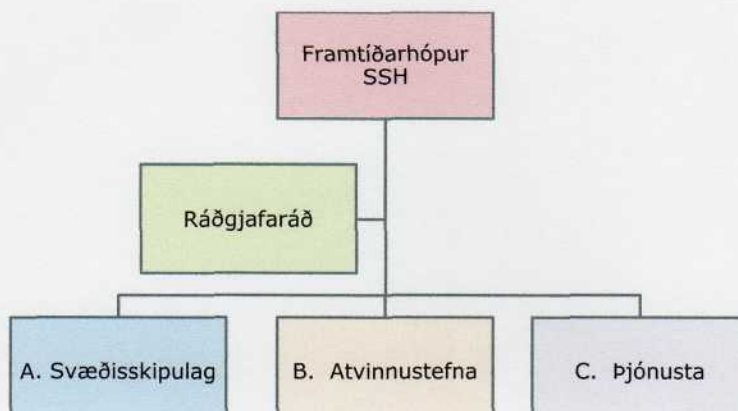 Framtíðarhópur
SSH
Ráðgjafaráð
A. Svæðisskipulag
B. Atvinnustefna
C. Þjónusta